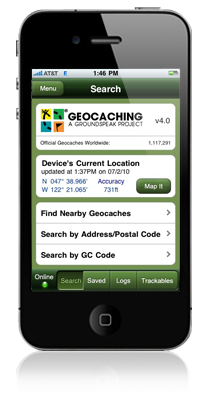 AT&T E 1:46 PM
Menu Search
GEOCACHING
A GROUNDSPEAK PROJECT
v4.0
Official Geocaches Worldwide: 1,117,291
Device's Current Location
updated at 1:37PM on 07/2/10
N 047° 38.966' Accuracy
W 122° 21.065' 731ft
Map It
Find Nearby Geocaches
Search by Address/Postal Code
Search by GC Code
Online Search Saved Logs Trackables